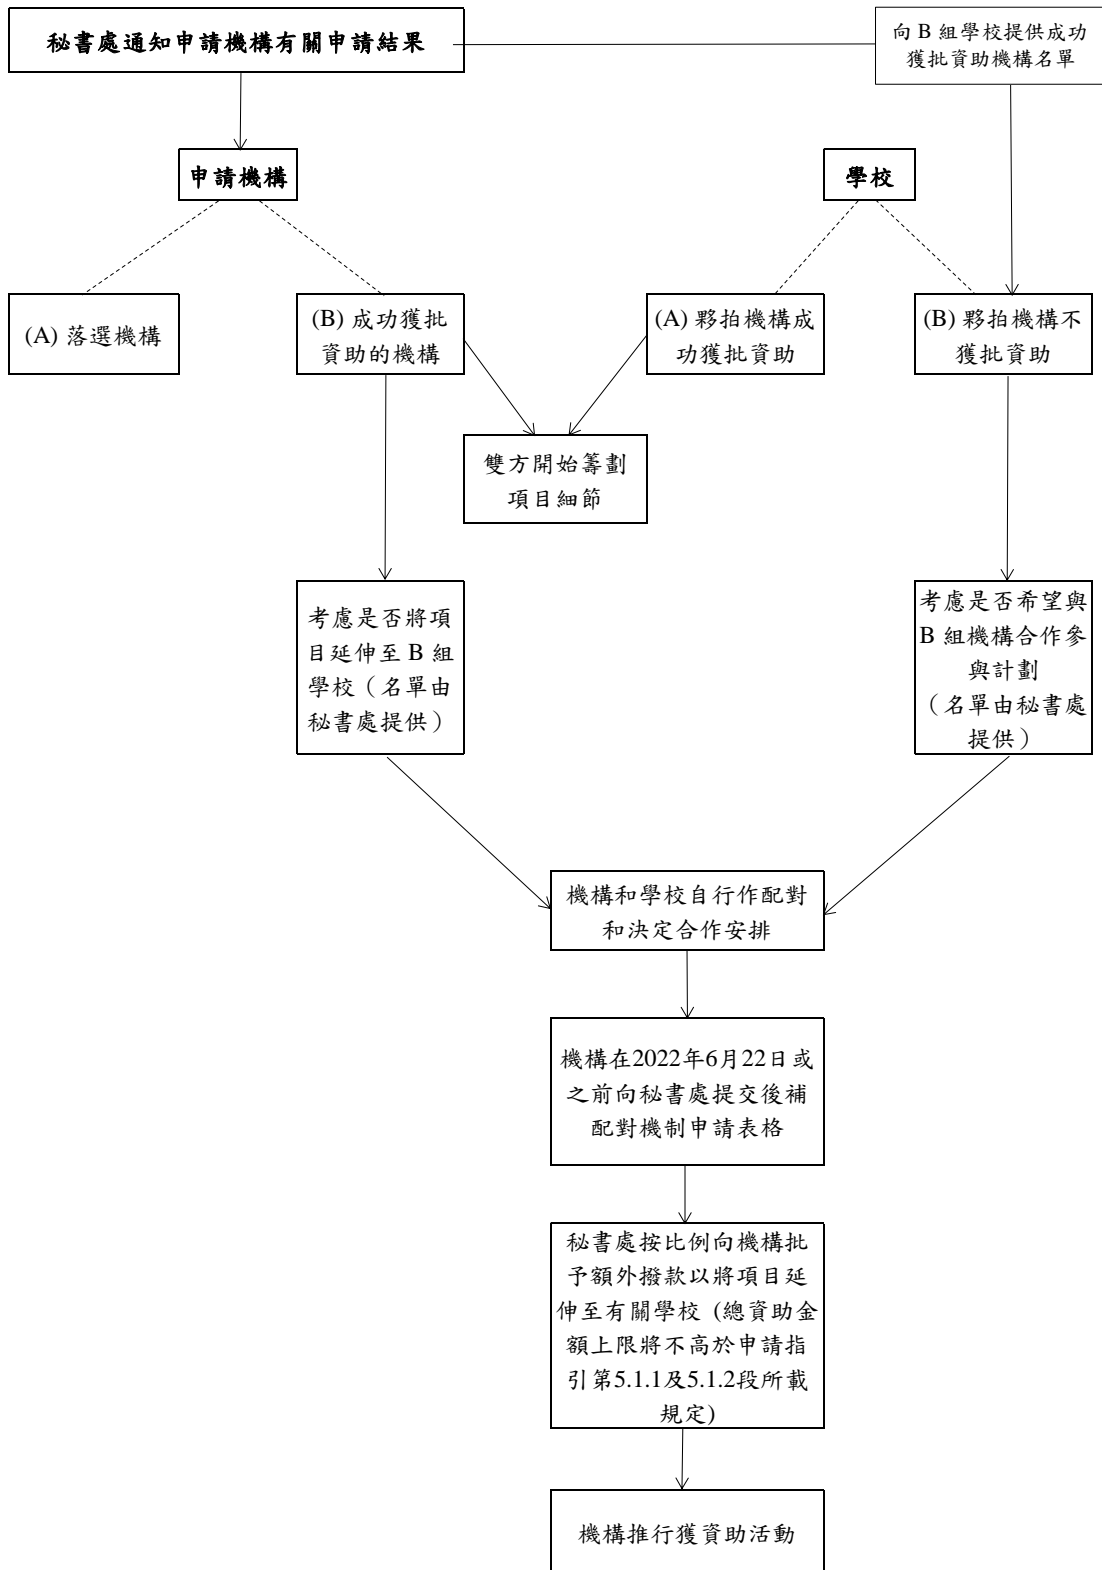 秘書處通知申請機構有關申請結果
向 B 組學校提供成功
獲批資助機構名單
申請機構
學校
(A) 落選機構
(B) 成功獲批
資助的機構
(A) 夥拍機構成
功獲批資助
(B) 夥拍機構不
獲批資助
雙方開始籌劃
項目細節
考慮是否將項
目延伸至 B 組
學校（名單由
秘書處提供）
考慮是否希望與
B 組機構合作參
與計劃
（名單由秘書處
提供）
機構和學校自行作配對
和決定合作安排
機構在2022年6月22日或
之前向秘書處提交後補
配對機制申請表格
秘書處按比例向機構批
予額外撥款以將項目延
伸至有關學校 (總資助金
額上限將不高於申請指
引第5.1.1及5.1.2段所載
規定)
機構推行獲資助活動